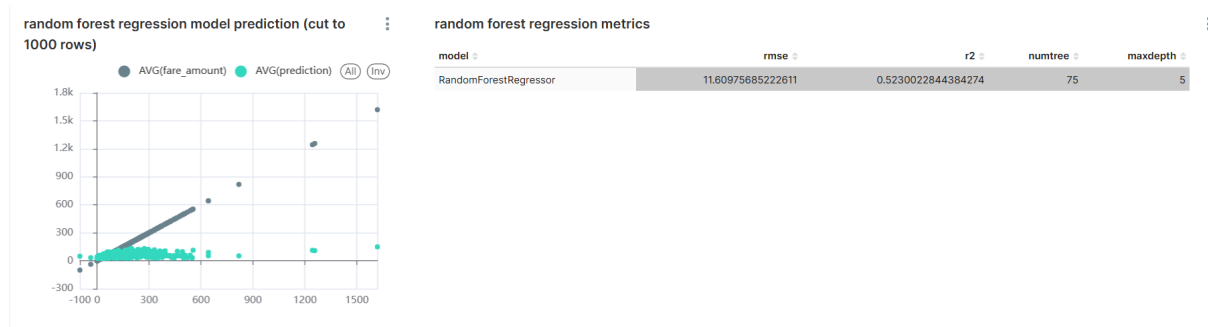 random forest regression model prediction (cut to
1000 rows)
AVG(fare_amount) AVG(prediction) All Inv
1.8k
1.5k
1.2k
900
600
300
0
-300
-100 0 300 600 900 1200 1500
random forest regression metrics
model rmse r2 numtree maxdepth
RandomForestRegressor 11.60975685222611 0.5230022844384274 75 5